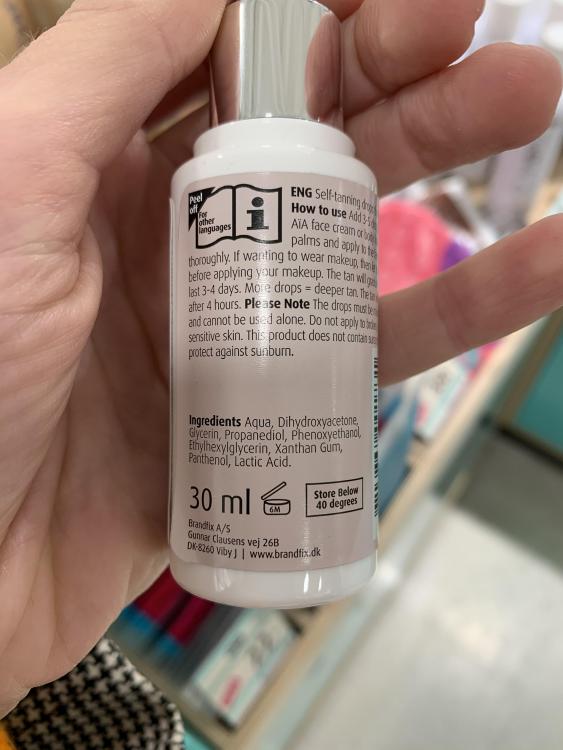 Peel
off
For
other
languages
i
ENG Self-tanning drops
How to use Add 3-5
AïA face cream or body
palms and apply to the
thoroughly. If wanting to wear makeup, then
before applying your makeup. The tan will
last 3-4 days. More drops = deeper tan. The tan
after 4 hours. Please Note The drops must be
and cannot be used alone. Do not apply to
sensitive skin. This product does not contain
protect against sunburn.
Ingredients Aqua, Dihydroxyacetone,
Glycerin, Propanediol, Phenoxyethanol,
Ethylhexylglycerin, Xanthan Gum,
Panthenol, Lactic Acid.
30 ml
6M
Store Below
40 degrees
Brandfix A/S
Gunnar Clausens vej 26B
DK-8260 Viby J | www.brandfix.dk